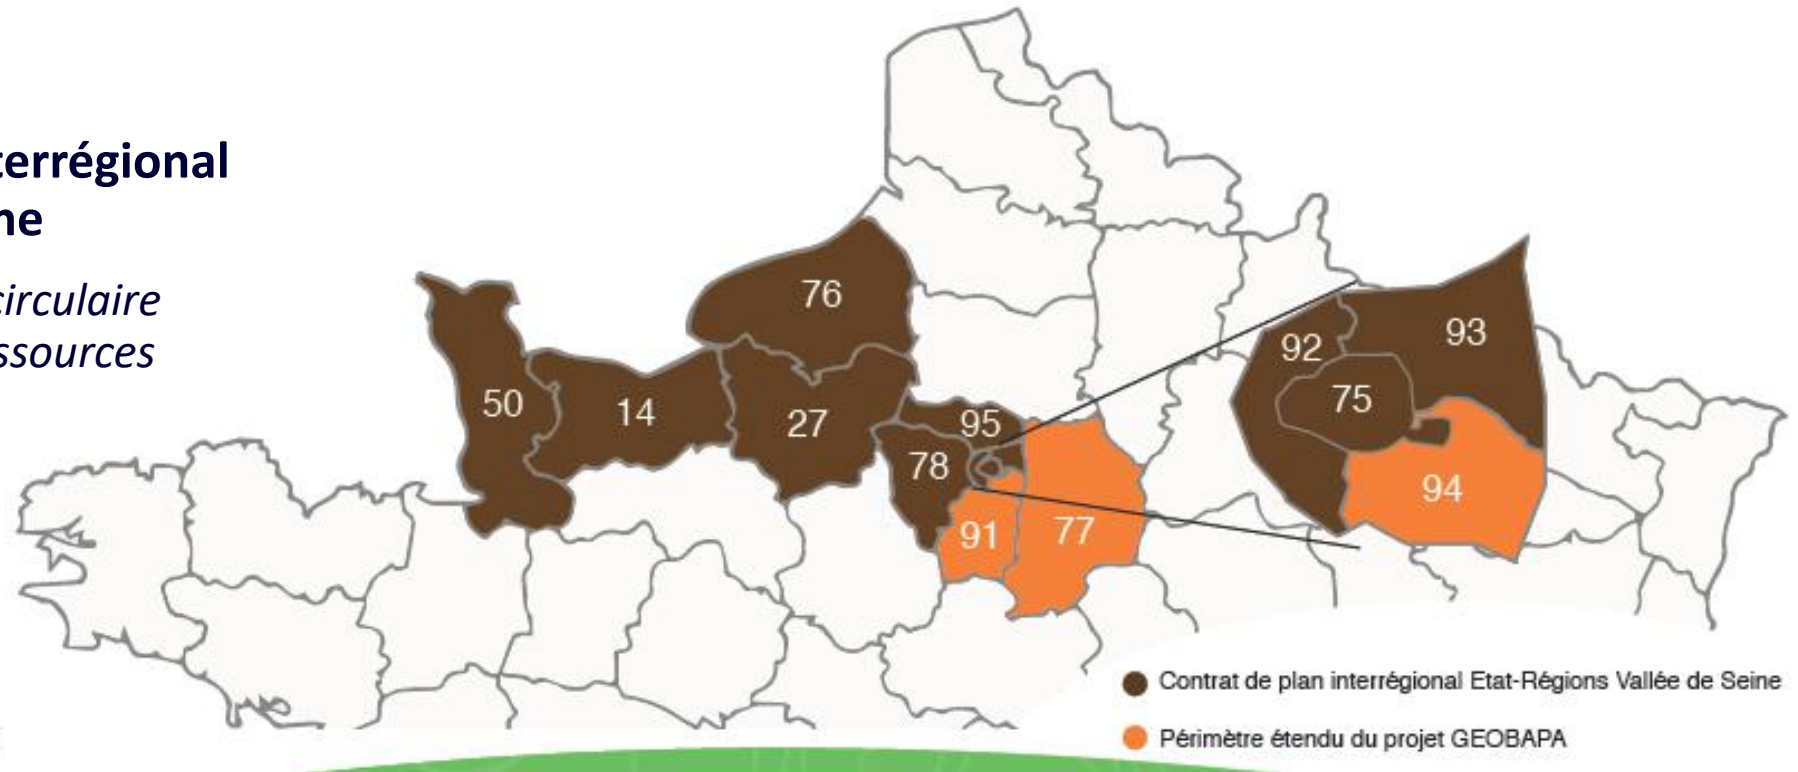 terrégional
ne
circulaire
ssources
76
50
14
27
95
78
91
77
92
93
75
94
Contrat de plan interrégional Etat-Régions Vallée de Seine
Périmètre étendu du projet GEOBAPA